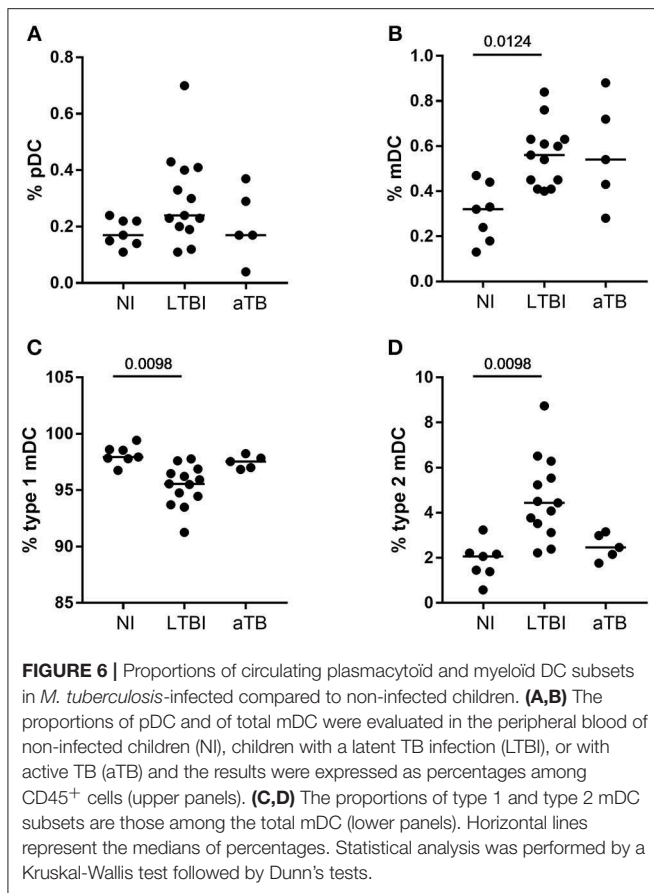 A
% pDC
0.8
0.6
0.4
0.2
0.0
NI LTBI aTB
B
% mDC
1.0
0.8
0.6
0.4
0.2
0.0
0.0124
NI LTBI aTB
C
% type 1 mDC
105
100
95
90
85
0.0098
NI LTBI aTB
D
% type 2 mDC
10
8
6
4
2
0
0.0098
NI LTBI aTB
FIGURE 6 | Proportions of circulating plasmacytoïd and myeloïd DC subsets
in M. tuberculosis-infected compared to non-infected children. (A,B) The
proportions of pDC and of total mDC were evaluated in the peripheral blood of
non-infected children (NI), children with a latent TB infection (LTBI), or with
active TB (aTB) and the results were expressed as percentages among
CD45⁺ cells (upper panels). (C,D) The proportions of type 1 and type 2 mDC
subsets are those among the total mDC (lower panels). Horizontal lines
represent the medians of percentages. Statistical analysis was performed by a
Kruskal-Wallis test followed by Dunn's tests.